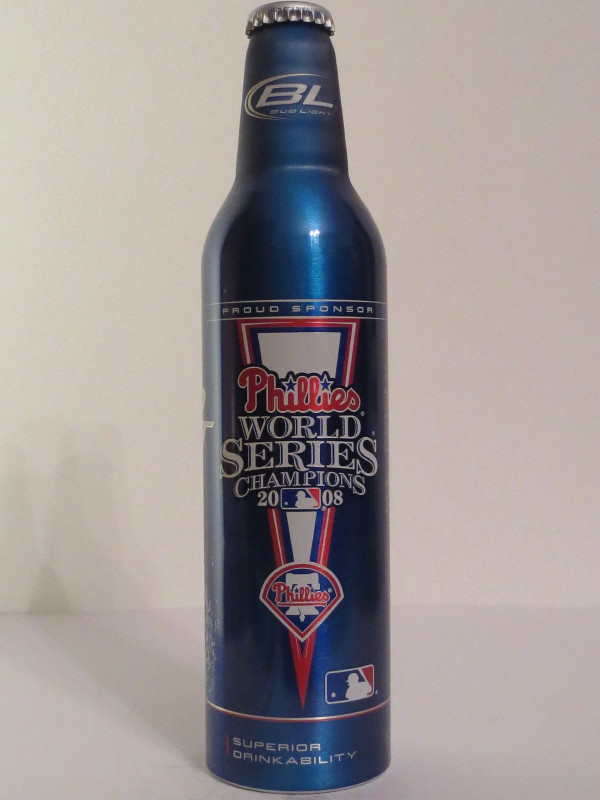 BL
BUD LIGHT
PROUD SPONSOR
Phillies
WORLD
SERIES
CHAMPIONS
20 08
Phillies
SUPERIOR
DRINKABILITY